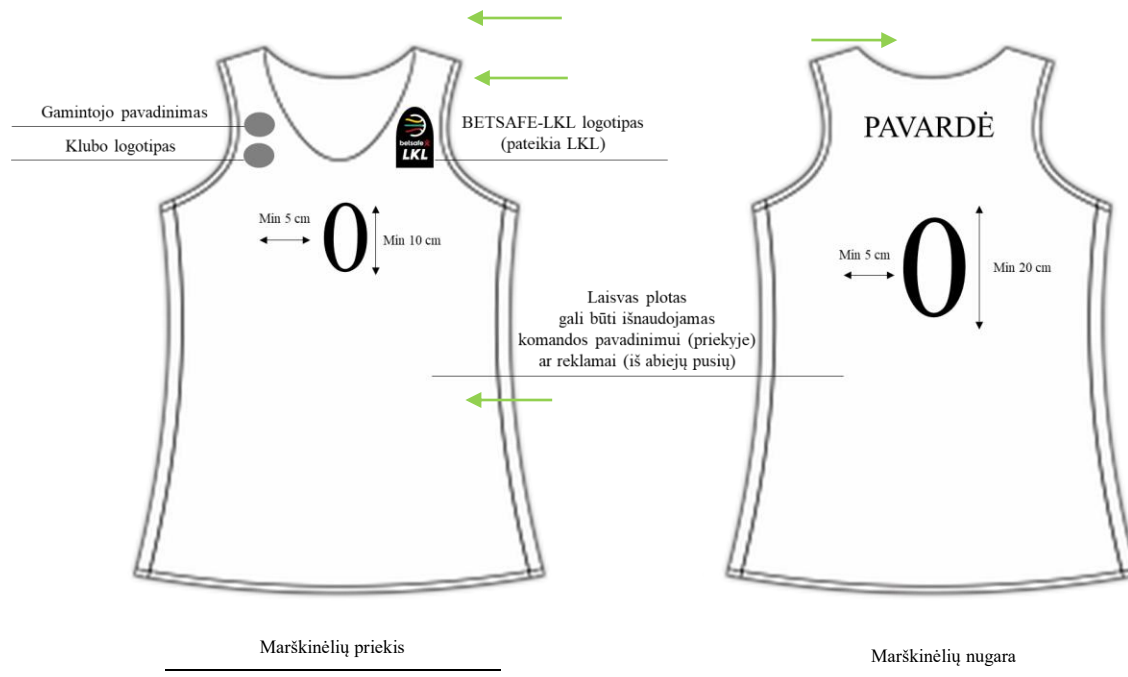 Gamintojo pavadinimas
Klubo logotipas
betsafe lt
LKL
BETSAFE-LKL logotipas
(pateikia LKL)
Min 5 cm
0
Min 10 cm
PAVARDĖ
Min 5 cm
0
Min 20 cm
Laisvas plotas
gali būti išnaudojamas
komandos pavadinimui (priekyje)
ar reklamai (iš abiejų pusių)
Marškinėlių priekis
Marškinėlių nugara